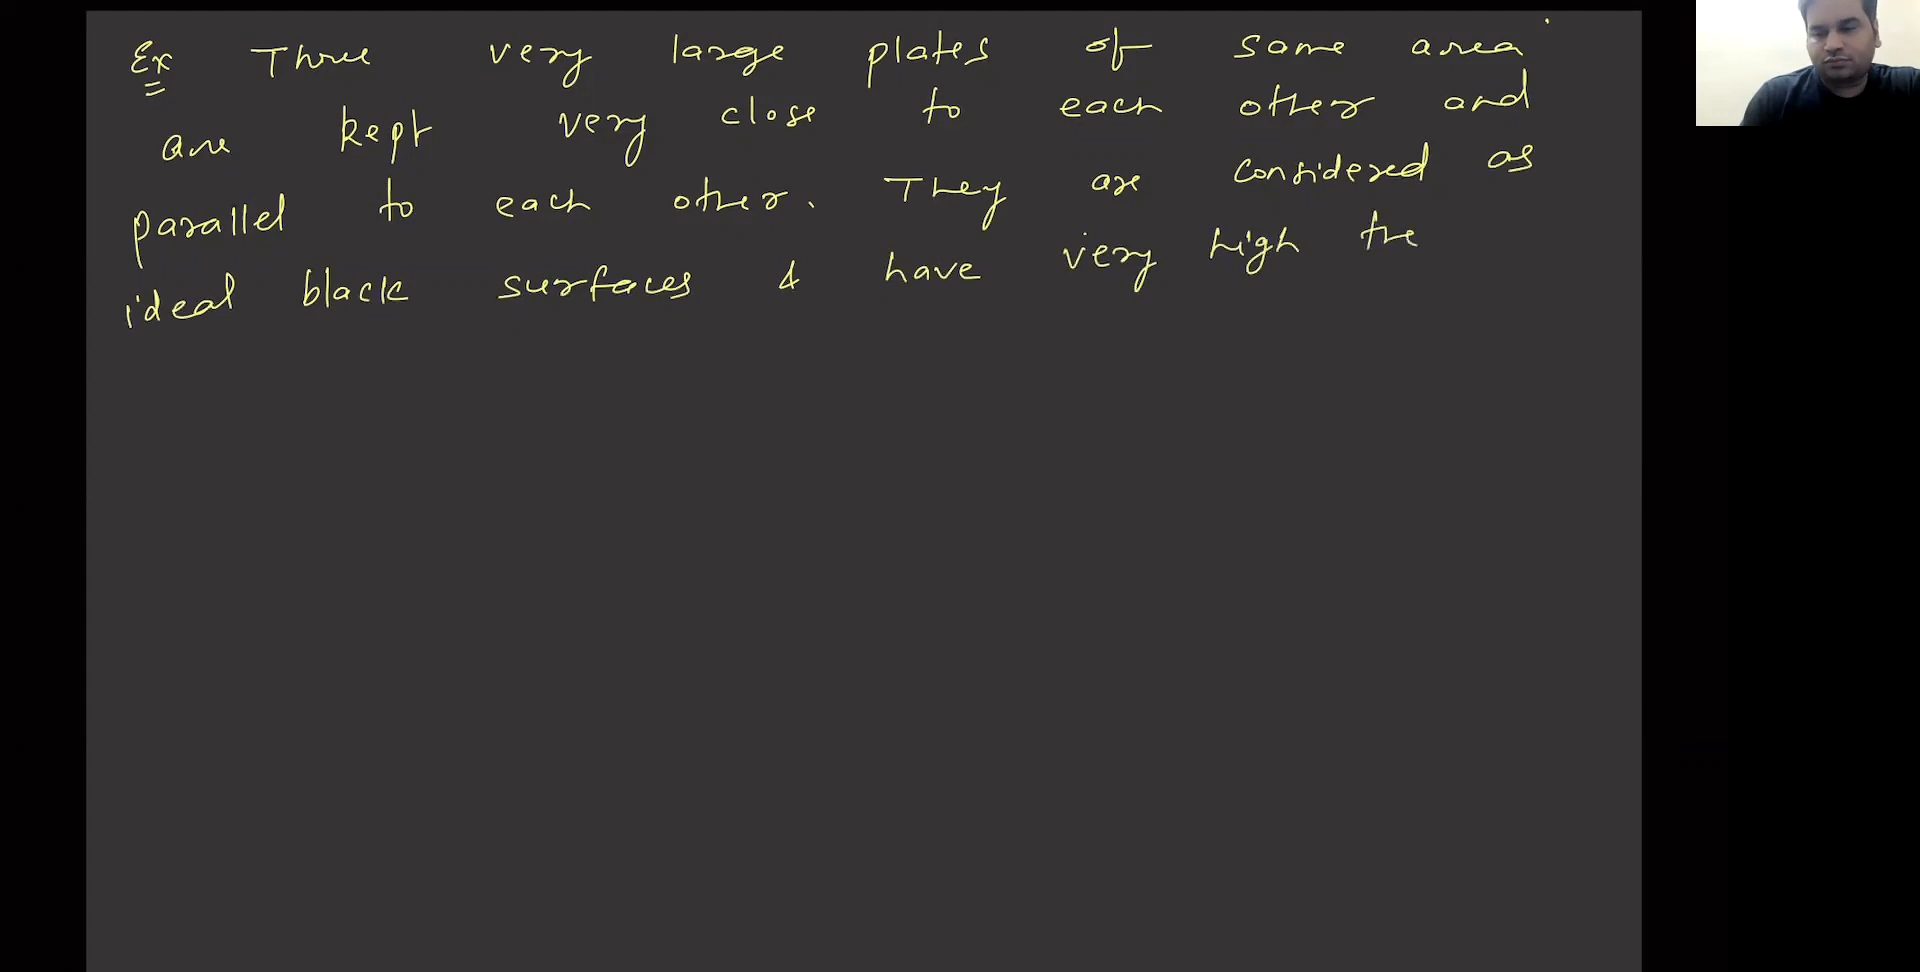 Ex Three very large plates of same area
are kept very close to each other and
parallel to each other. They are considered as
ideal black surfaces & have very high the